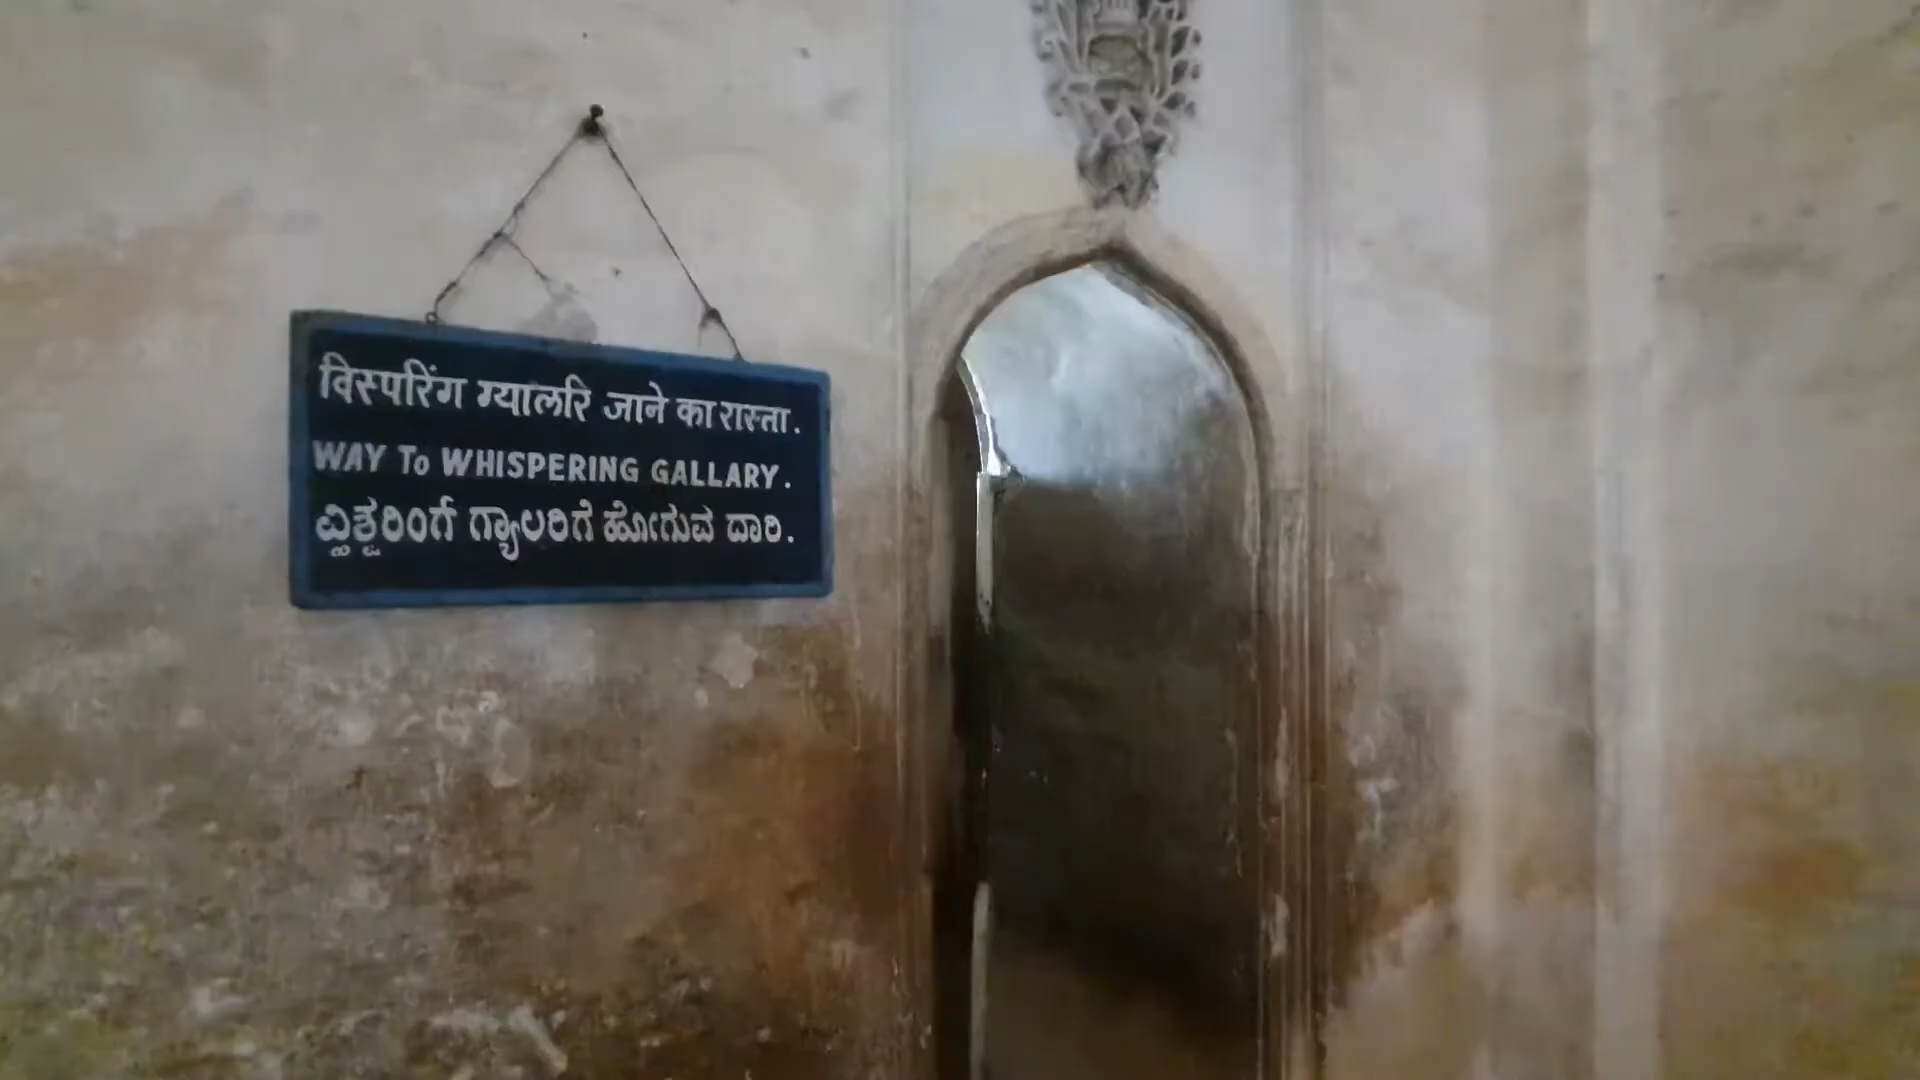 विस्परिंग ग्यालरि जाने का रास्ता.
WAY To WHISPERING GALLARY.
ವ್ಹಿಸ್ಪರಿಂಗ್ ಗ್ಯಾಲರಿಗೆ ಹೋಗುವ ದಾರಿ.